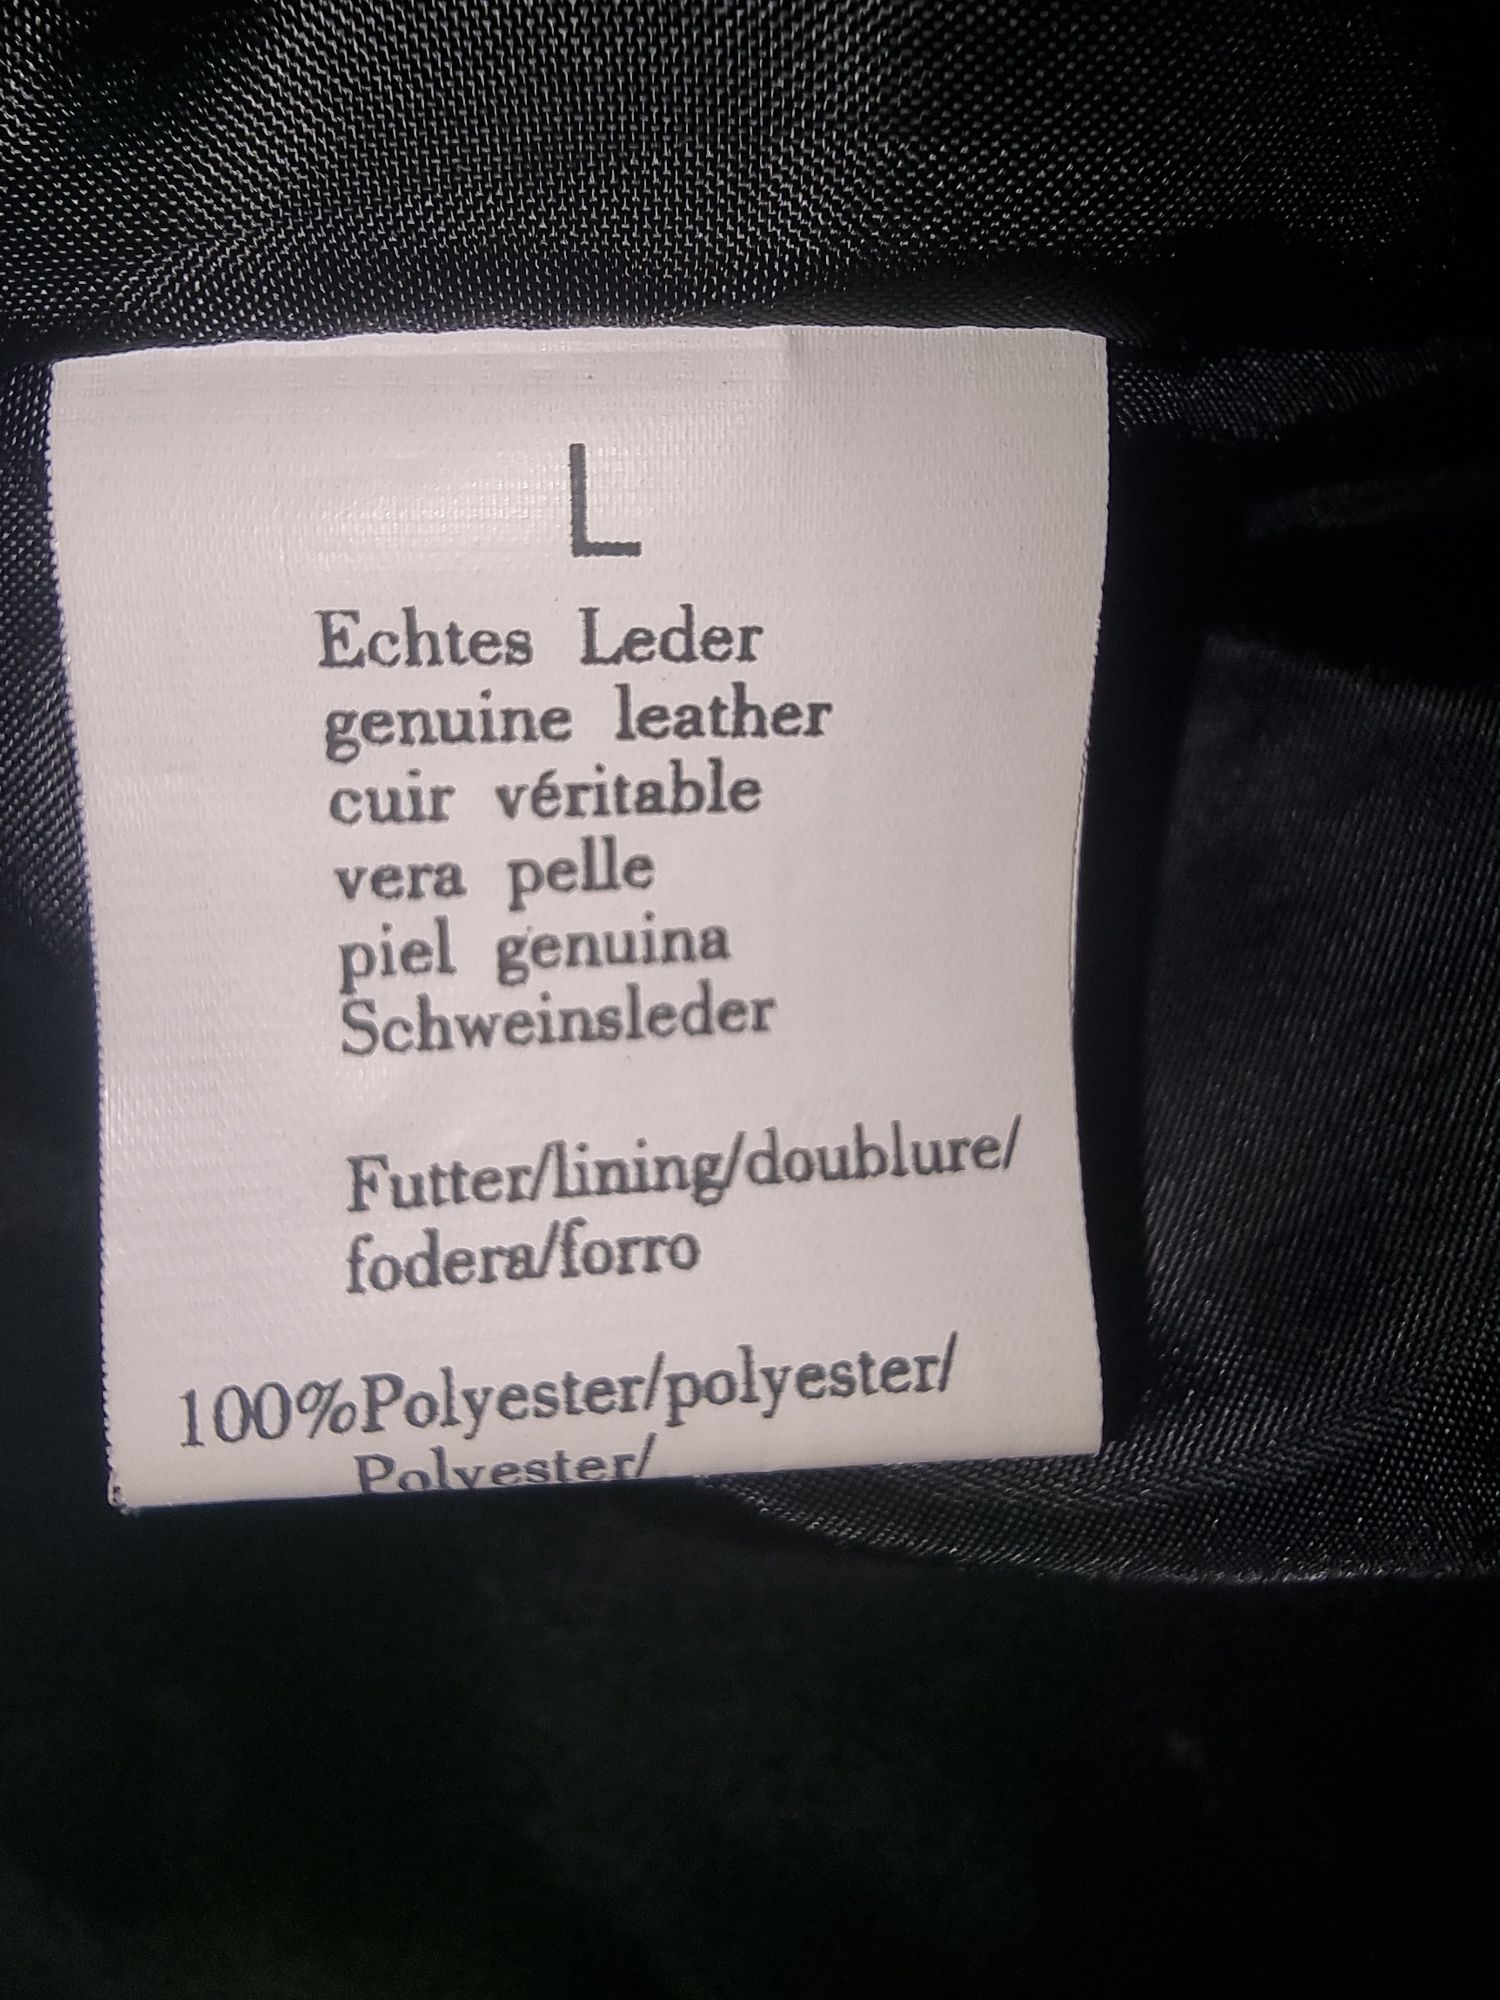 L
Echtes Leder
genuine leather
cuir véritable
vera pelle
piel genuina
Schweinsleder
Futter/lining/doublure/
fodera/forro
100%Polyester/polyester/
Polyester/